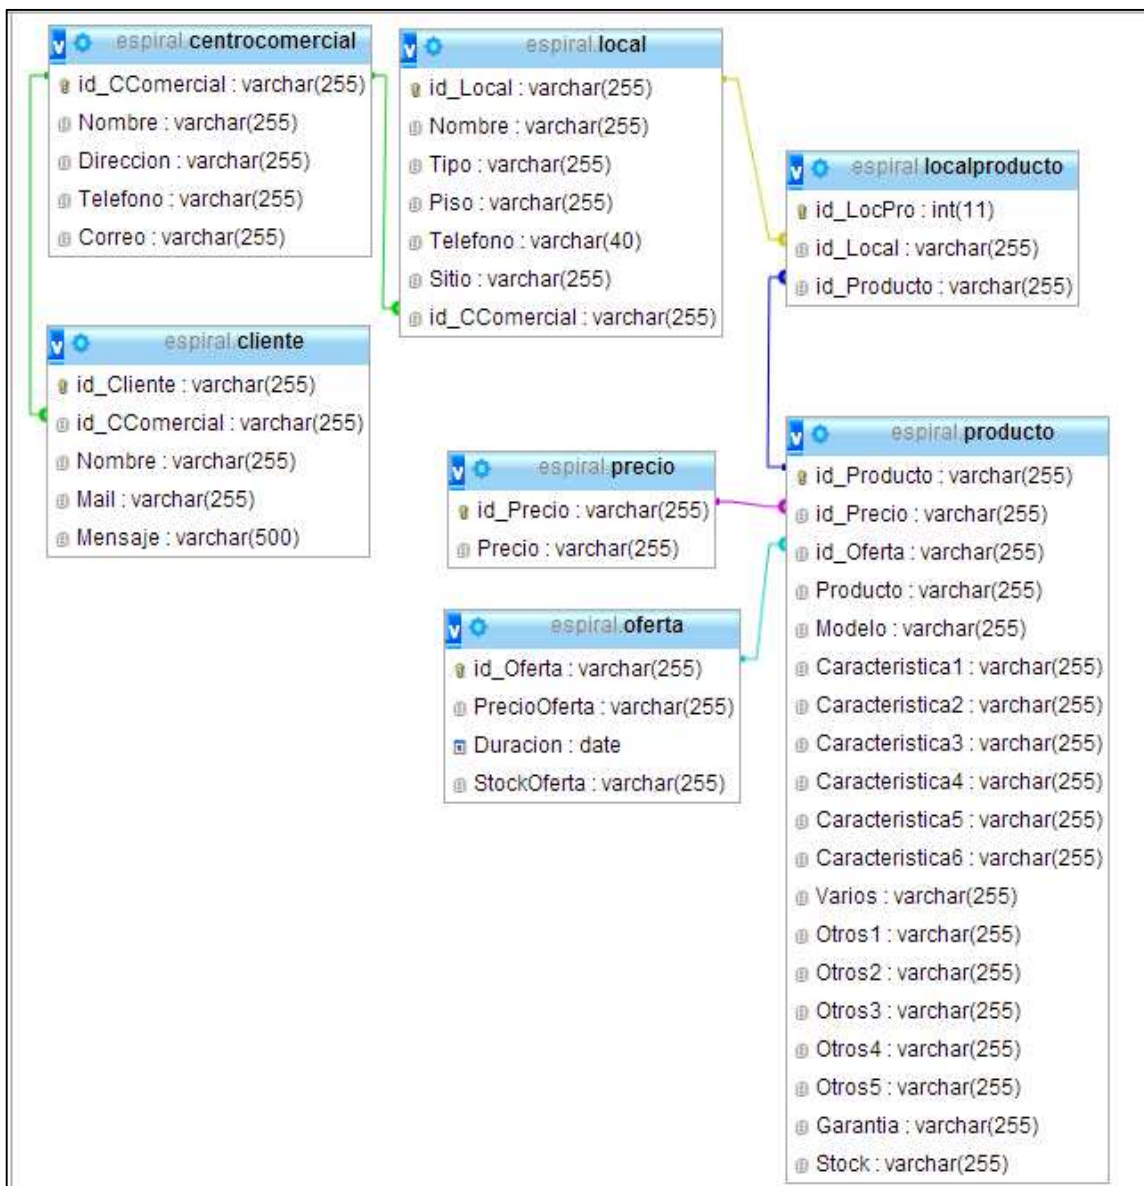 espiral.centrocomercial
id_CComercial : varchar(255)
Nombre : varchar(255)
Direccion : varchar(255)
Telefono : varchar(255)
Correo : varchar(255)
espiral.local
id_Local : varchar(255)
Nombre : varchar(255)
Tipo : varchar(255)
Piso : varchar(255)
Telefono : varchar(40)
Sitio : varchar(255)
id_CComercial : varchar(255)
espiral.localproducto
id_LocPro : int(11)
id_Local : varchar(255)
id_Producto : varchar(255)
espiral.cliente
id_Cliente : varchar(255)
id_CComercial : varchar(255)
Nombre : varchar(255)
Mail : varchar(255)
Mensaje : varchar(500)
espiral.precio
id_Precio : varchar(255)
Precio : varchar(255)
espiral.oferta
id_Oferta : varchar(255)
PrecioOferta : varchar(255)
Duracion : date
StockOferta : varchar(255)
espiral.producto
id_Producto : varchar(255)
id_Precio : varchar(255)
id_Oferta : varchar(255)
Producto : varchar(255)
Modelo : varchar(255)
Caracteristica1 : varchar(255)
Caracteristica2 : varchar(255)
Caracteristica3 : varchar(255)
Caracteristica4 : varchar(255)
Caracteristica5 : varchar(255)
Caracteristica6 : varchar(255)
Varios : varchar(255)
Otros1 : varchar(255)
Otros2 : varchar(255)
Otros3 : varchar(255)
Otros4 : varchar(255)
Otros5 : varchar(255)
Garantia : varchar(255)
Stock : varchar(255)